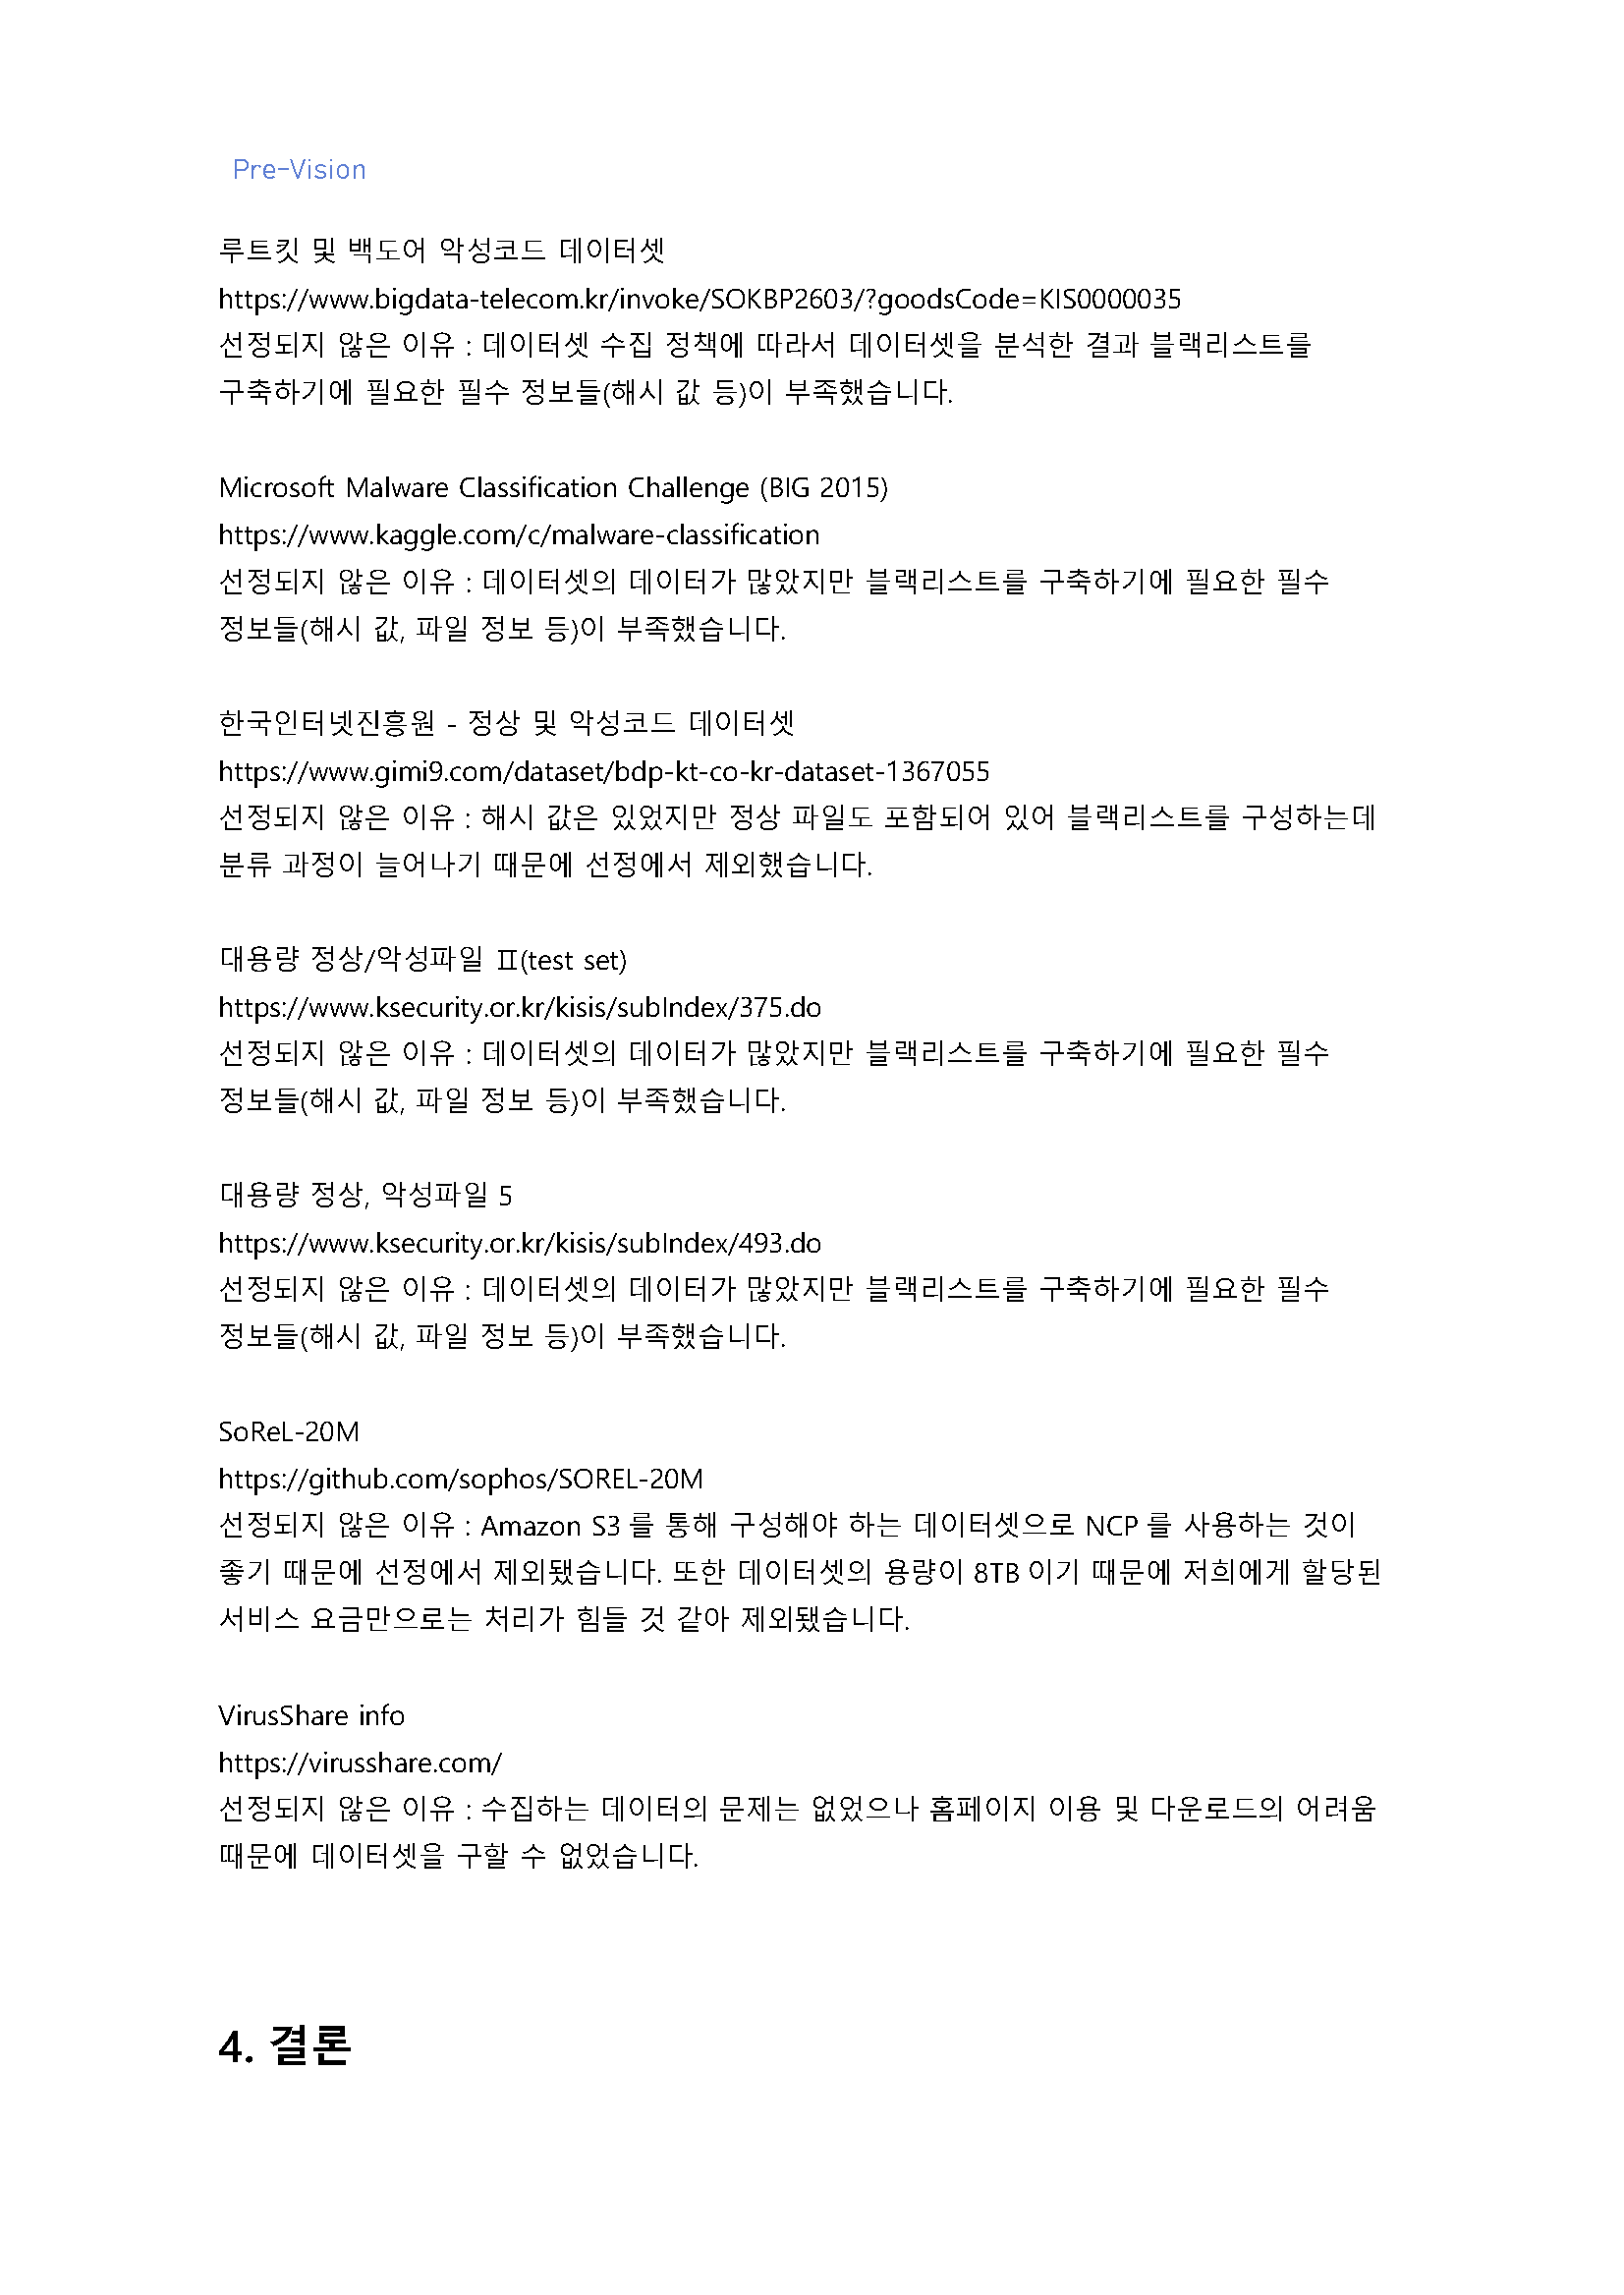 Pre-Vision
루트킷 및 백도어 악성코드 데이터셋
https://www.bigdata-telecom.kr/invoke/SOKBP2603/?goodsCode=KIS0000035
선정되지 않은 이유 : 데이터셋 수집 정책에 따라서 데이터셋을 분석한 결과 블랙리스트를
구축하기에 필요한 필수 정보들(해시 값 등)이 부족했습니다.
Microsoft Malware Classification Challenge (BIG 2015)
https://www.kaggle.com/c/malware-classification
선정되지 않은 이유 : 데이터셋의 데이터가 많았지만 블랙리스트를 구축하기에 필요한 필수
정보들(해시 값, 파일 정보 등)이 부족했습니다.
한국인터넷진흥원 - 정상 및 악성코드 데이터셋
https://www.gimi9.com/dataset/bdp-kt-co-kr-dataset-1367055
선정되지 않은 이유 : 해시 값은 있었지만 정상 파일도 포함되어 있어 블랙리스트를 구성하는데
분류 과정이 늘어나기 때문에 선정에서 제외했습니다.
대용량 정상/악성파일 Ⅱ(test set)
https://www.ksecurity.or.kr/kisis/subIndex/375.do
선정되지 않은 이유 : 데이터셋의 데이터가 많았지만 블랙리스트를 구축하기에 필요한 필수
정보들(해시 값, 파일 정보 등)이 부족했습니다.
대용량 정상, 악성파일 5
https://www.ksecurity.or.kr/kisis/subIndex/493.do
선정되지 않은 이유 : 데이터셋의 데이터가 많았지만 블랙리스트를 구축하기에 필요한 필수
정보들(해시 값, 파일 정보 등)이 부족했습니다.
SoReL-20M
https://github.com/sophos/SOREL-20M
선정되지 않은 이유 : Amazon S3 를 통해 구성해야 하는 데이터셋으로 NCP 를 사용하는 것이
좋기 때문에 선정에서 제외됐습니다. 또한 데이터셋의 용량이 8TB 이기 때문에 저희에게 할당된
서비스 요금만으로는 처리가 힘들 것 같아 제외됐습니다.
VirusShare info
https://virusshare.com/
선정되지 않은 이유 : 수집하는 데이터의 문제는 없었으나 홈페이지 이용 및 다운로드의 어려움
때문에 데이터셋을 구할 수 없었습니다.
4. 결론